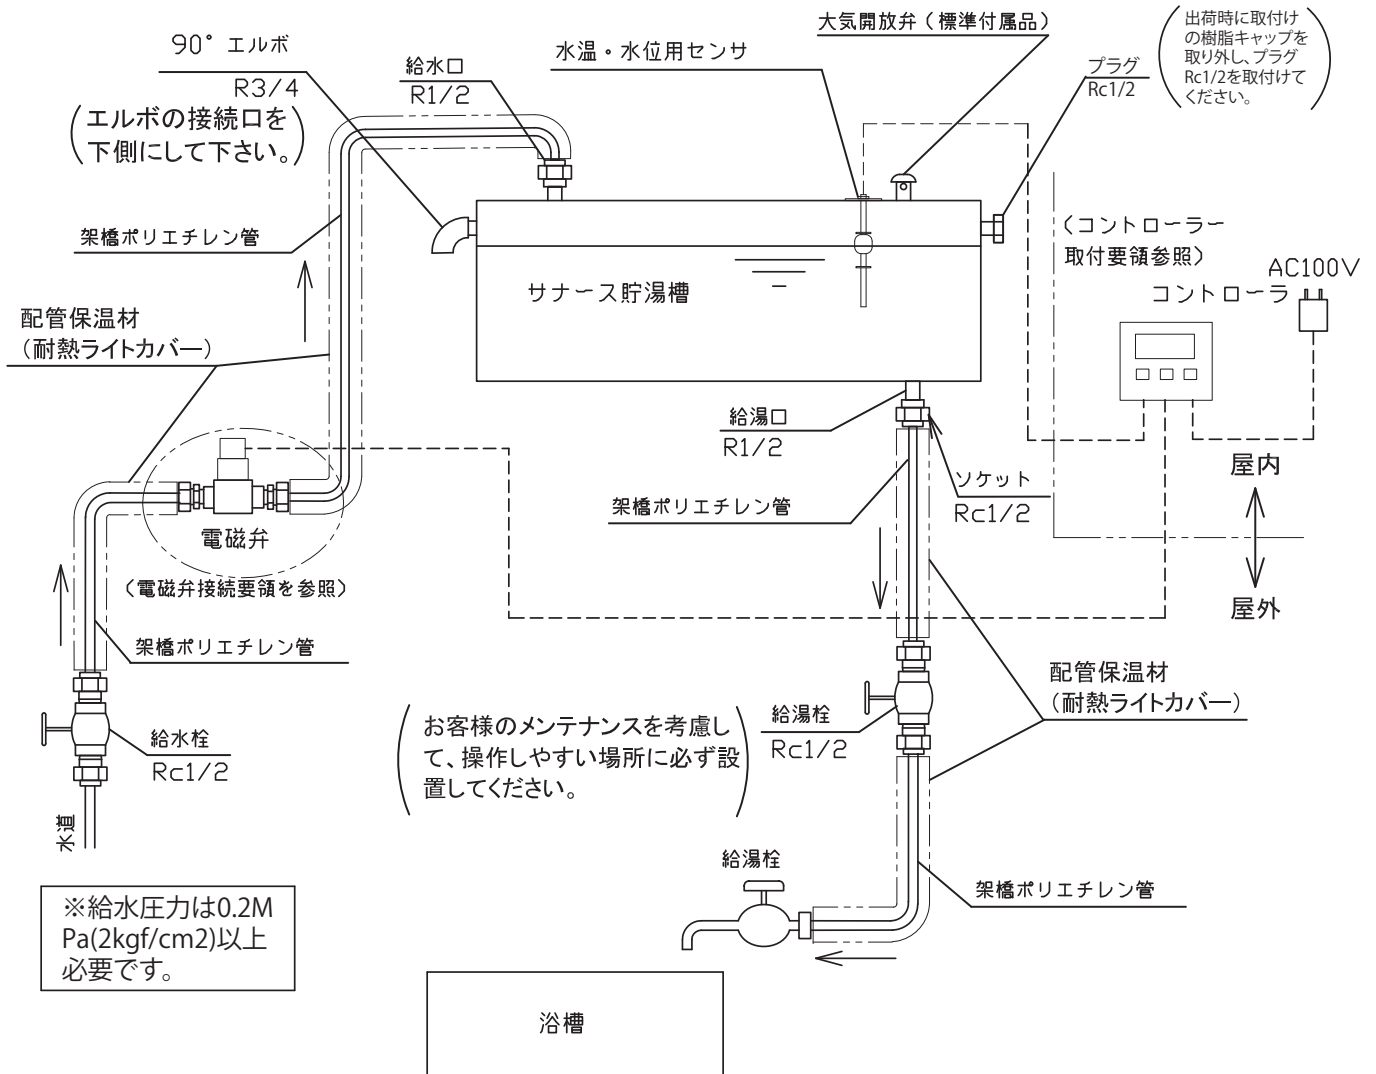 90° エルボ
R3/4
(エルボの接続口を
下側にして下さい。)
給水口
R1/2
水温・水位用センサ
大気開放弁(標準付属品)
プラグ
Rc1/2
(出荷時に取付け
の樹脂キャップを
取り外し、プラグ
Rc1/2を取付けて
ください。)
架橋ポリエチレン管
配管保温材
(耐熱ライトカバー)
サナース貯湯槽
(コントローラー
取付要領参照)
コントローラ
AC100V
給湯口
R1/2
ソケット
Rc1/2
架橋ポリエチレン管
屋内
屋外
電磁弁
(電磁弁接続要領を参照)
架橋ポリエチレン管
給水栓
Rc1/2
水道
(お客様のメンテナンスを考慮し
て、操作しやすい場所に必ず設
置してください。)
給湯栓
Rc1/2
配管保温材
(耐熱ライトカバー)
給湯栓
架橋ポリエチレン管
※給水圧力は0.2M
Pa(2kgf/cm2)以上
必要です。
浴槽